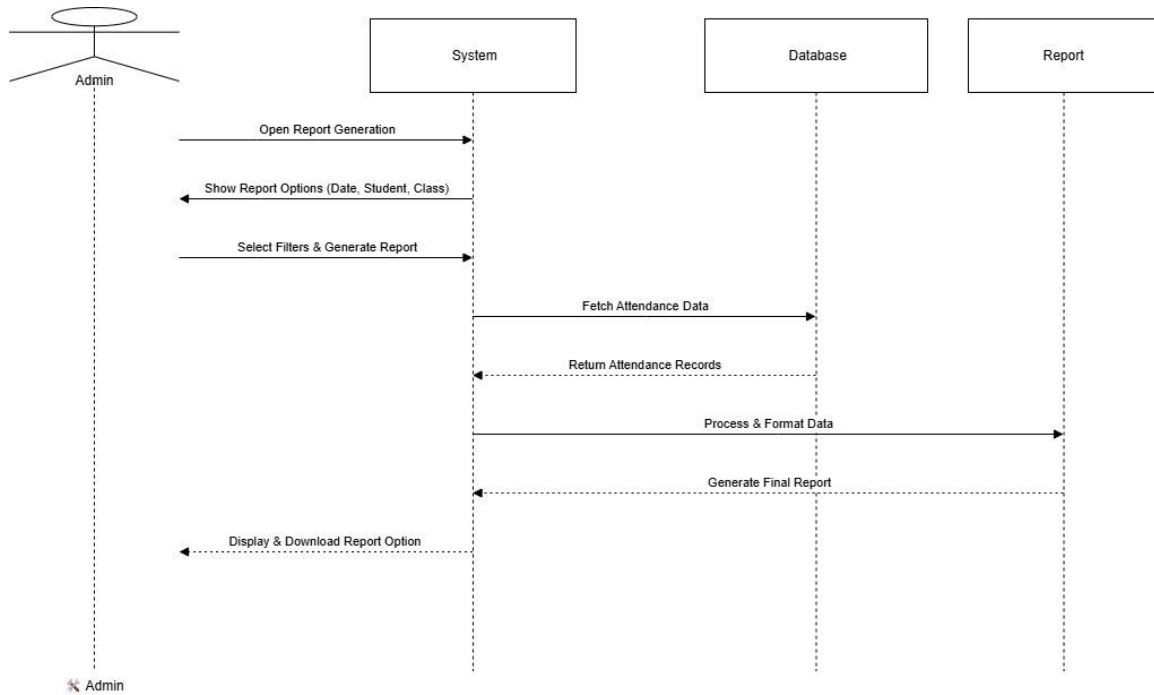 Admin
System
Database
Report
Open Report Generation
Show Report Options (Date, Student, Class)
Select Filters & Generate Report
Fetch Attendance Data
Return Attendance Records
Process & Format Data
Generate Final Report
Display & Download Report Option
🛠 Admin